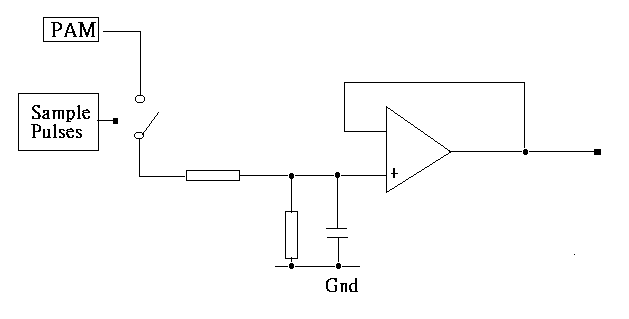 PAM
Sample
Pulses
+
Gnd